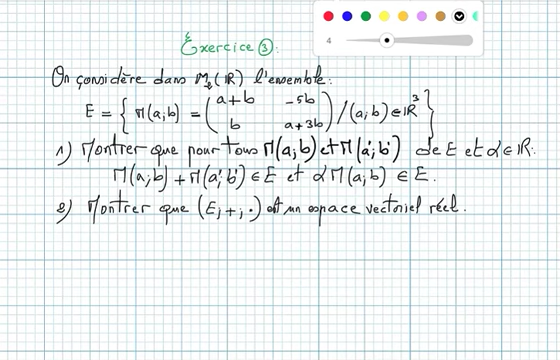 4
Exercice ③:
On considère dans M₂(ℝ) l'ensemble:
E = { M(a,b) = ( a+b -5b
b a+3b ) / (a,b) ∈ ℝ³ }
1) Montrer que pour tous M(a,b) et M(a',b') de E et α ∈ ℝ.
M(a,b) + M(a',b') ∈ E et α M(a,b) ∈ E.
2) Montrer que (E,+,·) est un espace vectoriel réel.